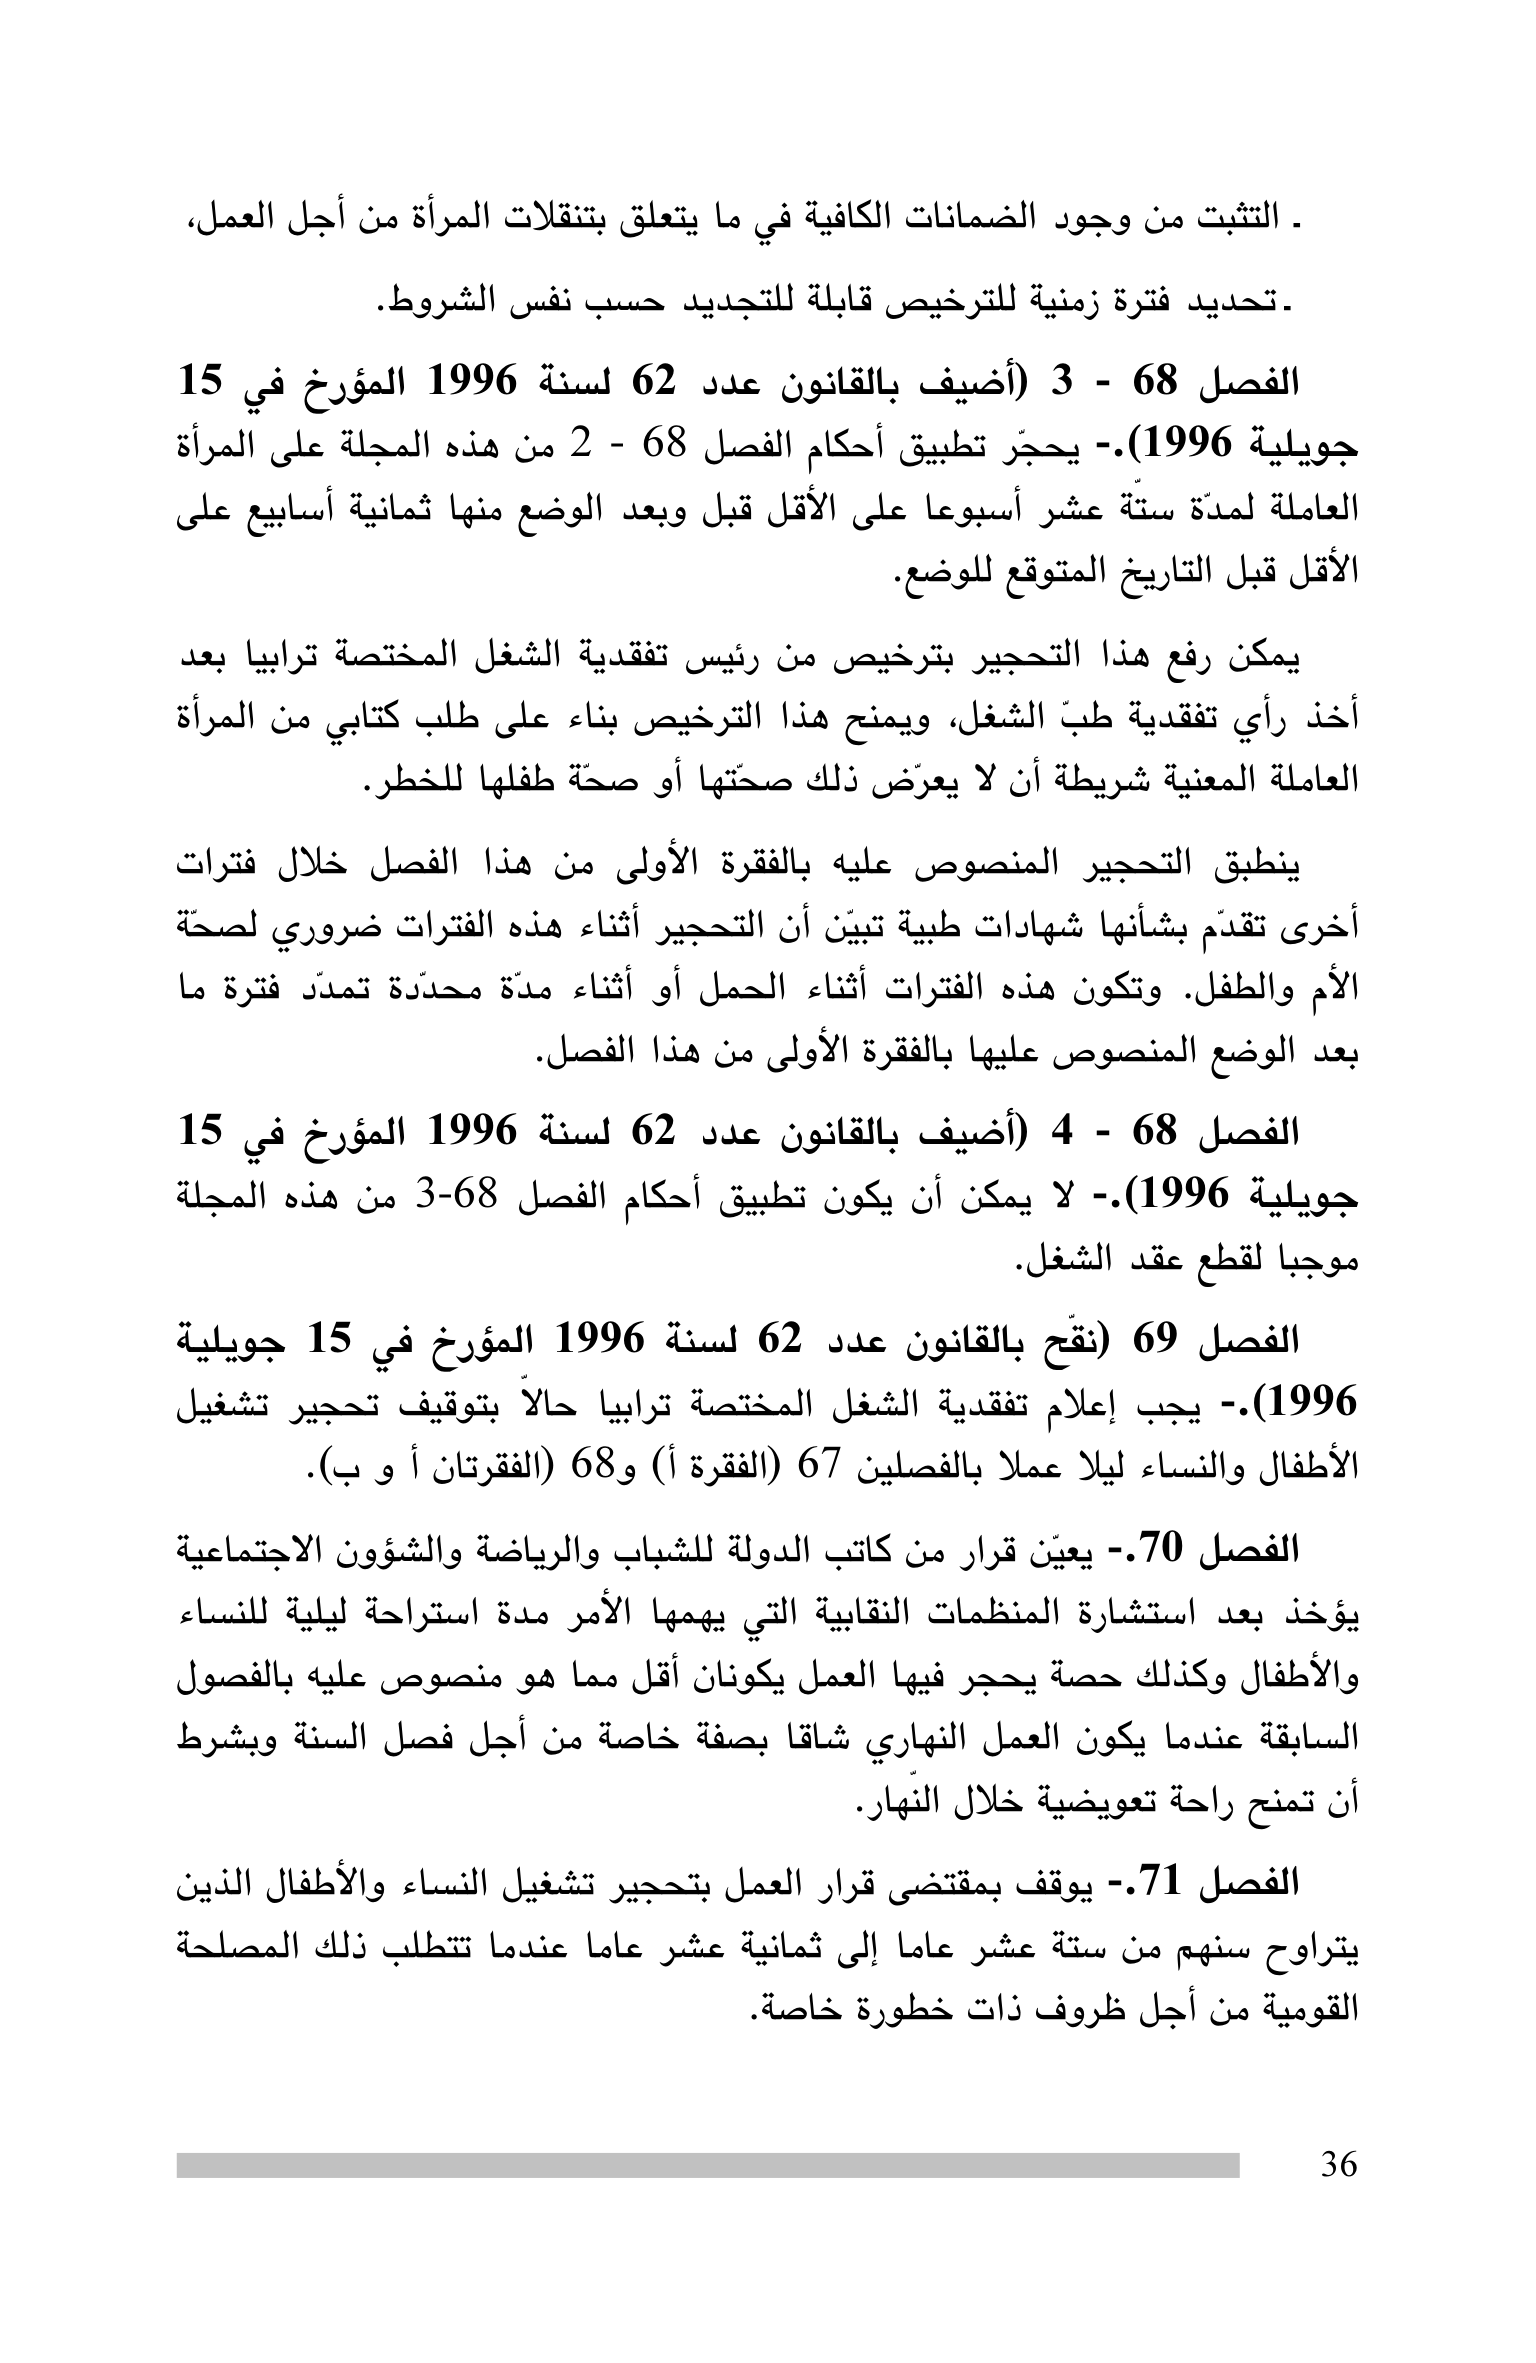 ـ التثبت من وجود الضمانات الكافية في ما يتعلق بتنقلات المرأة من أجل العمل،
ـ تحديد فترة زمنية للترخيص قابلة للتجديد حسب نفس الشروط.
الفصل 68 - 3 (أضيف بالقانون عدد 62 لسنة 1996 المؤرخ في 15
جويلية 1996).- يحجّر تطبيق أحكام الفصل 68 - 2 من هذه المجلة على المرأة
العاملة لمدّة ستّة عشر أسبوعا على الأقل قبل وبعد الوضع منها ثمانية أسابيع على
الأقل قبل التاريخ المتوقع للوضع.
يمكن رفع هذا التحجير بترخيص من رئيس تفقدية الشغل المختصة ترابيا بعد
أخذ رأي تفقدية طبّ الشغل، ويمنح هذا الترخيص بناء على طلب كتابي من المرأة
العاملة المعنية شريطة أن لا يعرّض ذلك صحّتها أو صحّة طفلها للخطر.
ينطبق التحجير المنصوص عليه بالفقرة الأولى من هذا الفصل خلال فترات
أخرى تقدّم بشأنها شهادات طبية تبيّن أن التحجير أثناء هذه الفترات ضروري لصحّة
الأم والطفل. وتكون هذه الفترات أثناء الحمل أو أثناء مدّة محدّدة تمدّد فترة ما
بعد الوضع المنصوص عليها بالفقرة الأولى من هذا الفصل.
الفصل 68 - 4 (أضيف بالقانون عدد 62 لسنة 1996 المؤرخ في 15
جويلية 1996).- لا يمكن أن يكون تطبيق أحكام الفصل 68-3 من هذه المجلة
موجبا لقطع عقد الشغل.
الفصل 69 (نقّح بالقانون عدد 62 لسنة 1996 المؤرخ في 15 جويلية
1996).- يجب إعلام تفقدية الشغل المختصة ترابيا حالاّ بتوقيف تحجير تشغيل
الأطفال والنساء ليلا عملا بالفصلين 67 (الفقرة أ) و68 (الفقرتان أ و ب).
الفصل 70.- يعيّن قرار من كاتب الدولة للشباب والرياضة والشؤون الاجتماعية
يؤخذ بعد استشارة المنظمات النقابية التي يهمها الأمر مدة استراحة ليلية للنساء
والأطفال وكذلك حصة يحجر فيها العمل يكونان أقل مما هو منصوص عليه بالفصول
السابقة عندما يكون العمل النهاري شاقا بصفة خاصة من أجل فصل السنة وبشرط
أن تمنح راحة تعويضية خلال النّهار.
الفصل 71.- يوقف بمقتضى قرار العمل بتحجير تشغيل النساء والأطفال الذين
يتراوح سنهم من ستة عشر عاما إلى ثمانية عشر عاما عندما تتطلب ذلك المصلحة
القومية من أجل ظروف ذات خطورة خاصة.
36